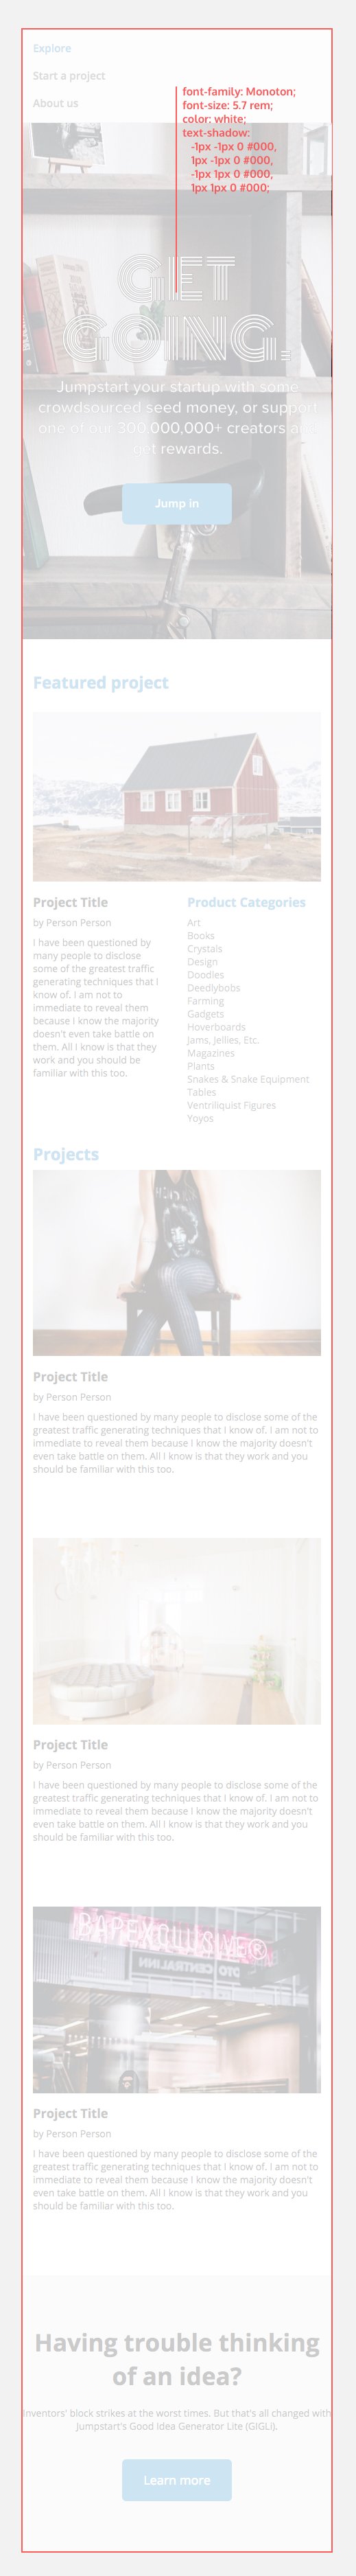 Explore
Start a project
About us
font-family: Monoton;
font-size: 5.7 rem;
color: white;
text-shadow:
-1px -1px 0 #000,
1px -1px 0 #000,
-1px 1px 0 #000,
1px 1px 0 #000;
GET
GOING.
Jumpstart your startup with some
crowdsourced seed money, or support
one of our 300,000,000+ creators a
get rewards.
Jump in
Featured project
Project Title
by Person Person
I have been questioned by
many people to disclose
some of the greatest traffic
generating techniques that I
know of. I am not to
immediate to reveal them
because I know the majority
doesn't even take battle on
them. All I know is that they
work and you should be
familiar with this too.
Product Categories
Art
Books
Crystals
Design
Doodles
Deedlybobs
Farming
Gadgets
Hoverboards
Jams, Jellies, Etc.
Magazines
Plants
Snakes & Snake Equipment
Tables
Ventriliquist Figures
Yoyos
Projects
Project Title
by Person Person
I have been questioned by many people to disclose some of the
greatest traffic generating techniques that I know of. I am not to
immediate to reveal them because I know the majority doesn't
even take battle on them. All I know is that they work and you
should be familiar with this too.
Project Title
by Person Person
I have been questioned by many people to disclose some of the
greatest traffic generating techniques that I know of. I am not to
immediate to reveal them because I know the majority doesn't
even take battle on them. All I know is that they work and you
should be familiar with this too.
PAPEXQUISIVE®
Project Title
by Person Person
I have been questioned by many people to disclose some of the
greatest traffic generating techniques that I know of. I am not to
immediate to reveal them because I know the majority doesn't
even take battle on them. All I know is that they work and you
should be familiar with this too.
Having trouble thinking
of an idea?
Inventors' block strikes at the worst times. But that's all changed with
Jumpstart's Good Idea Generator Lite (GIGLi).
Learn more